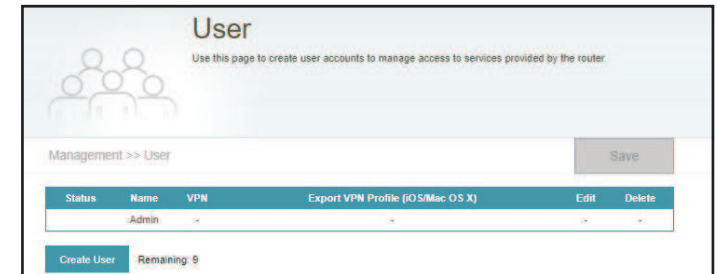 User
Use this page to create user accounts to manage access to services provided by the router.
Management >> User
Save
Status Name VPN Export VPN Profile (iOS/Mac OS X) Edit Delete
Admin - - - -
Create User Remaining: 9